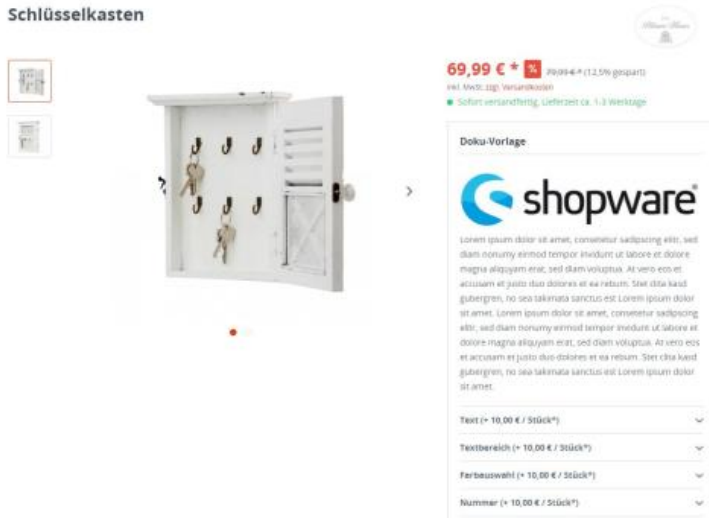 Schlüsselkasten
69,99 € * % 79,99 € * (12,5% gespart)
inkl. MwSt. zzgl. Versandkosten
Sofort versandfertig, Lieferzeit ca. 1-3 Werktage
Doku-Vorlage
shopware
Lorem ipsum dolor sit amet, consetetur sadipscing elitr, sed
diam nonumy eirmod tempor invidunt ut labore et dolore
magna aliquyam erat, sed diam voluptua. At vero eos et
accusam et justo duo dolores et ea rebum. Stet clita kasd
gubergren, no sea takimata sanctus est Lorem ipsum dolor
sit amet. Lorem ipsum dolor sit amet, consetetur sadipscing
elitr, sed diam nonumy eirmod tempor invidunt ut labore et
dolore magna aliquyam erat, sed diam voluptua. At vero eos
et accusam et justo duo dolores et ea rebum. Stet clita kasd
gubergren, no sea takimata sanctus est Lorem ipsum dolor
sit amet.
Text (+ 10,00 € / Stück*)
Textbereich (+ 10,00 € / Stück*)
Farbauswahl (+ 10,00 € / Stück*)
Nummer (+ 10,00 € / Stück*)